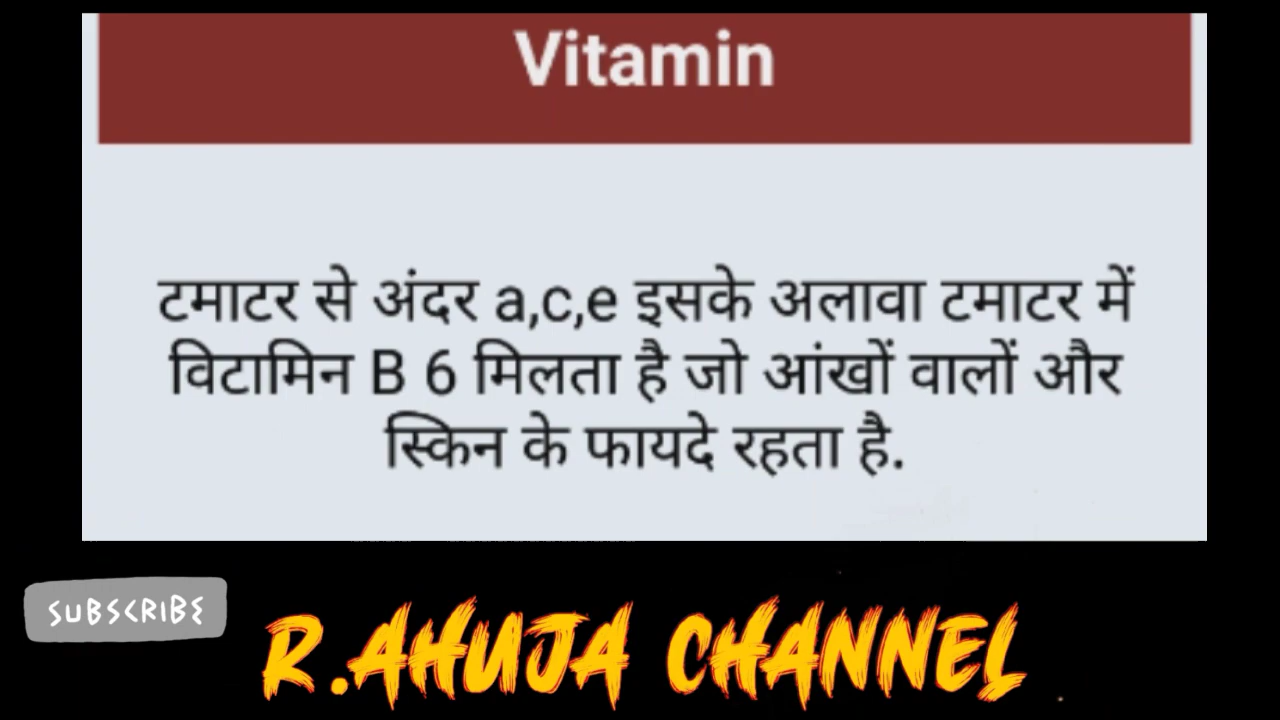 Vitamin
टमाटर से अंदर a,c,e इसके अलावा टमाटर में
विटामिन B 6 मिलता है जो आंखों वालों और
स्किन के फायदे रहता है.
SUBSCRIBE
R.AHUJA CHANNEL